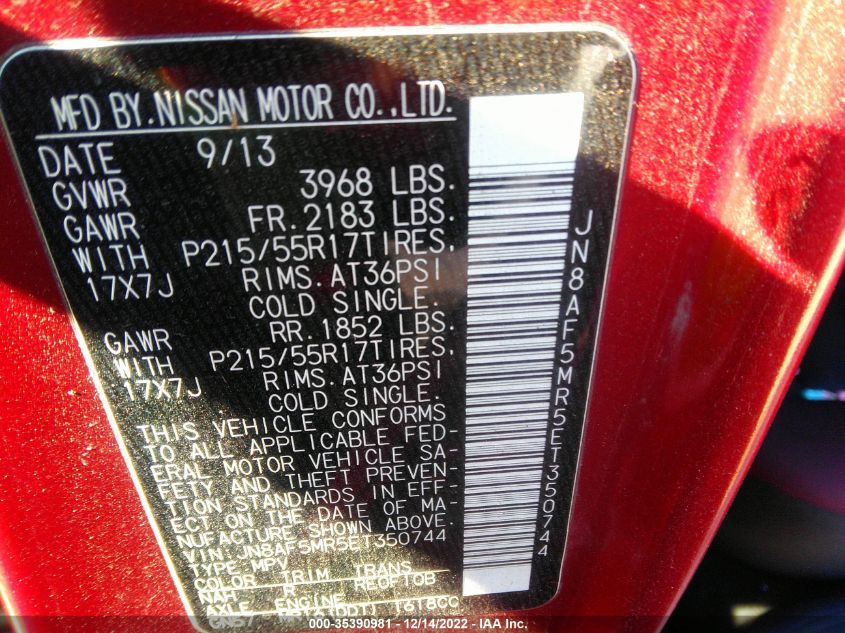 MFD BY.NISSAN MOTOR CO.,LTD.
DATE 9/13
GVWR 3968 LBS.
GAWR FR.2183 LBS.
WITH P215/55R17TIRES,
17X7J RIMS.AT36PSI
COLD SINGLE.
GAWR RR.1852 LBS.
WITH P215/55R17TIRES,
17X7J RIMS.AT36PSI
COLD SINGLE.
THIS VEHICLE CONFORMS
TO ALL APPLICABLE FED-
ERAL MOTOR VEHICLE SA-
FETY AND THEFT PREVEN-
TION STANDARDS IN EFF-
ECT ON THE DATE OF MA-
NUFACTURE SHOWN ABOVE.
VIN:JN8AF5MR5ET350744
TYPE:MPV
COLOR TRIM TRANS
NAH R RE0F10B
AXLE ENGINE
JN8AF5MR5ET350744
000-35390981 - 12/14/2022 - IAA Inc.